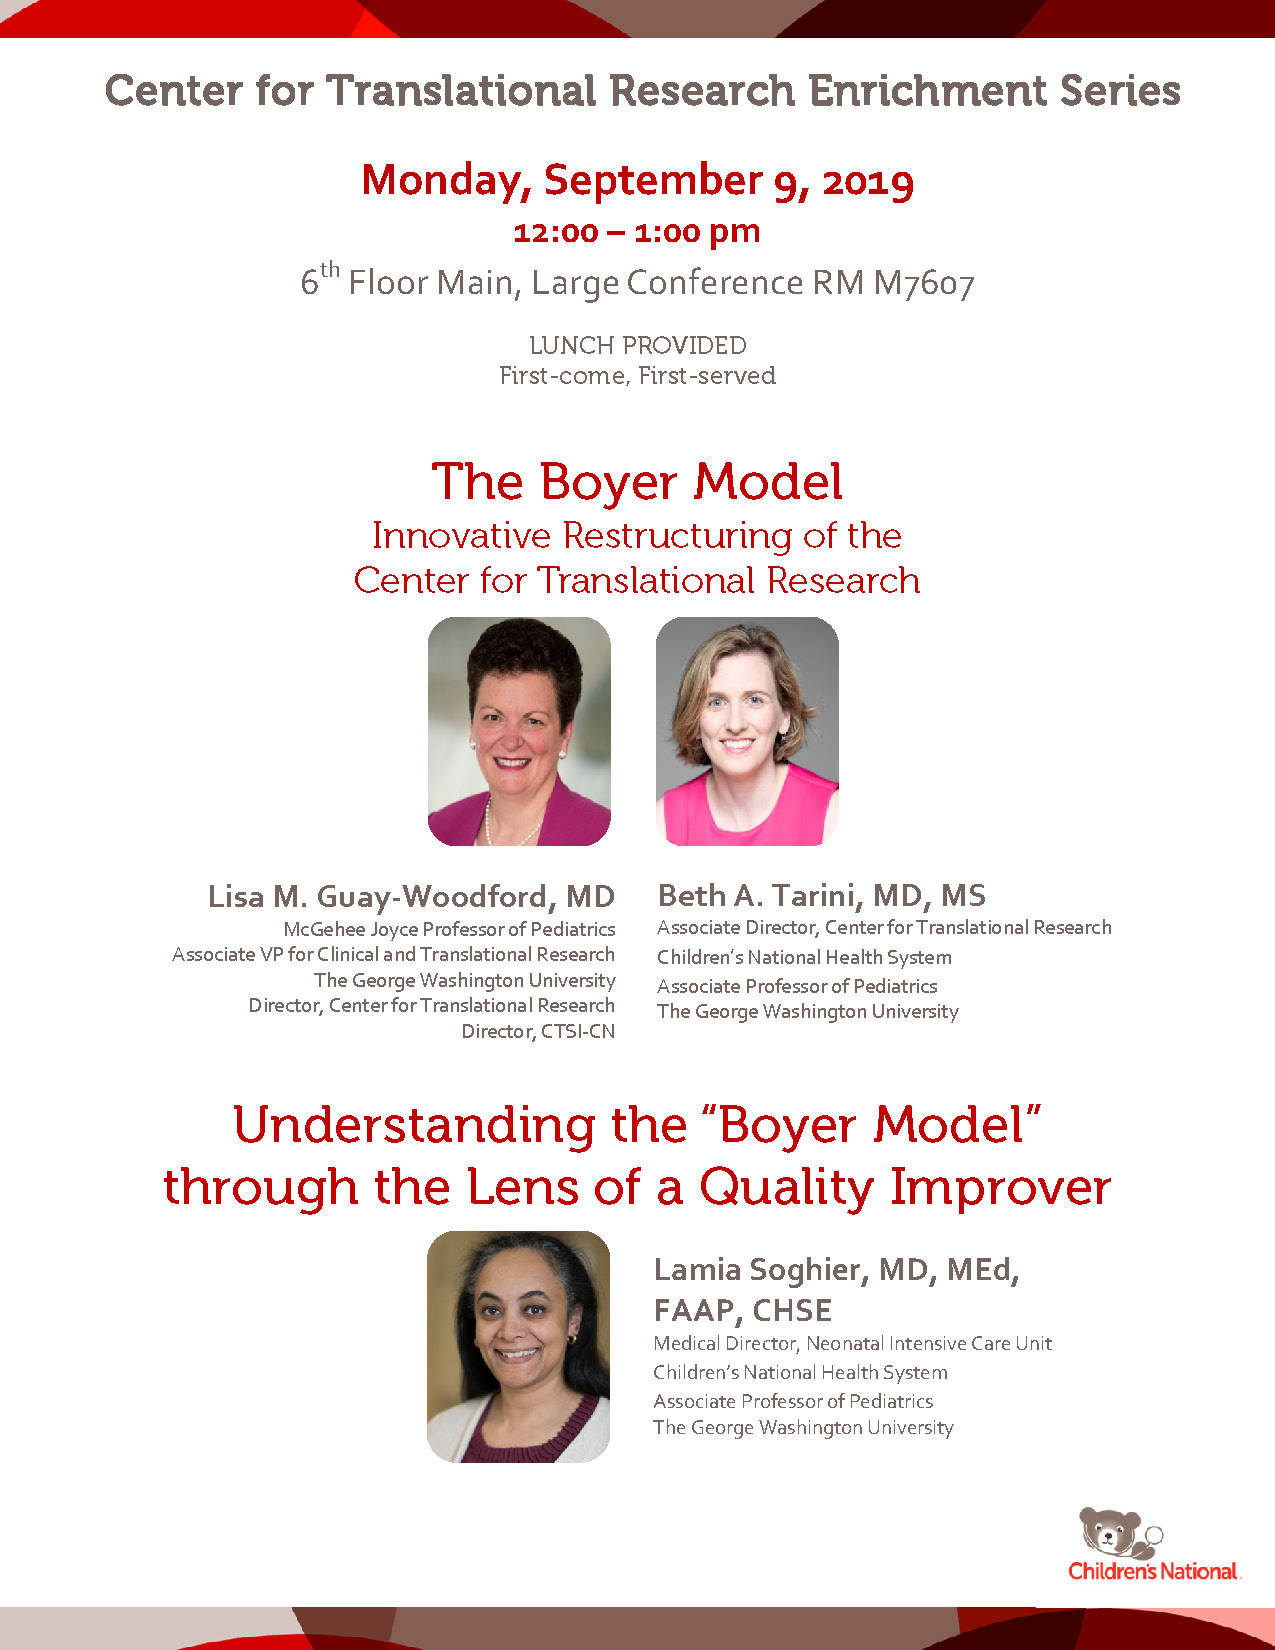 Center for Translational Research Enrichment Series
Monday, September 9, 2019
12:00 – 1:00 pm
6th Floor Main, Large Conference RM M7607
LUNCH PROVIDED
First-come, First-served
The Boyer Model
Innovative Restructuring of the
Center for Translational Research
Lisa M. Guay-Woodford, MD
McGehee Joyce Professor of Pediatrics
Associate VP for Clinical and Translational Research
The George Washington University
Director, Center for Translational Research
Director, CTSI-CN
Beth A. Tarini, MD, MS
Associate Director, Center for Translational Research
Children’s National Health System
Associate Professor of Pediatrics
The George Washington University
Understanding the “Boyer Model”
through the Lens of a Quality Improver
Lamia Soghier, MD, MEd,
FAAP, CHSE
Medical Director, Neonatal Intensive Care Unit
Children’s National Health System
Associate Professor of Pediatrics
The George Washington University
Children's National